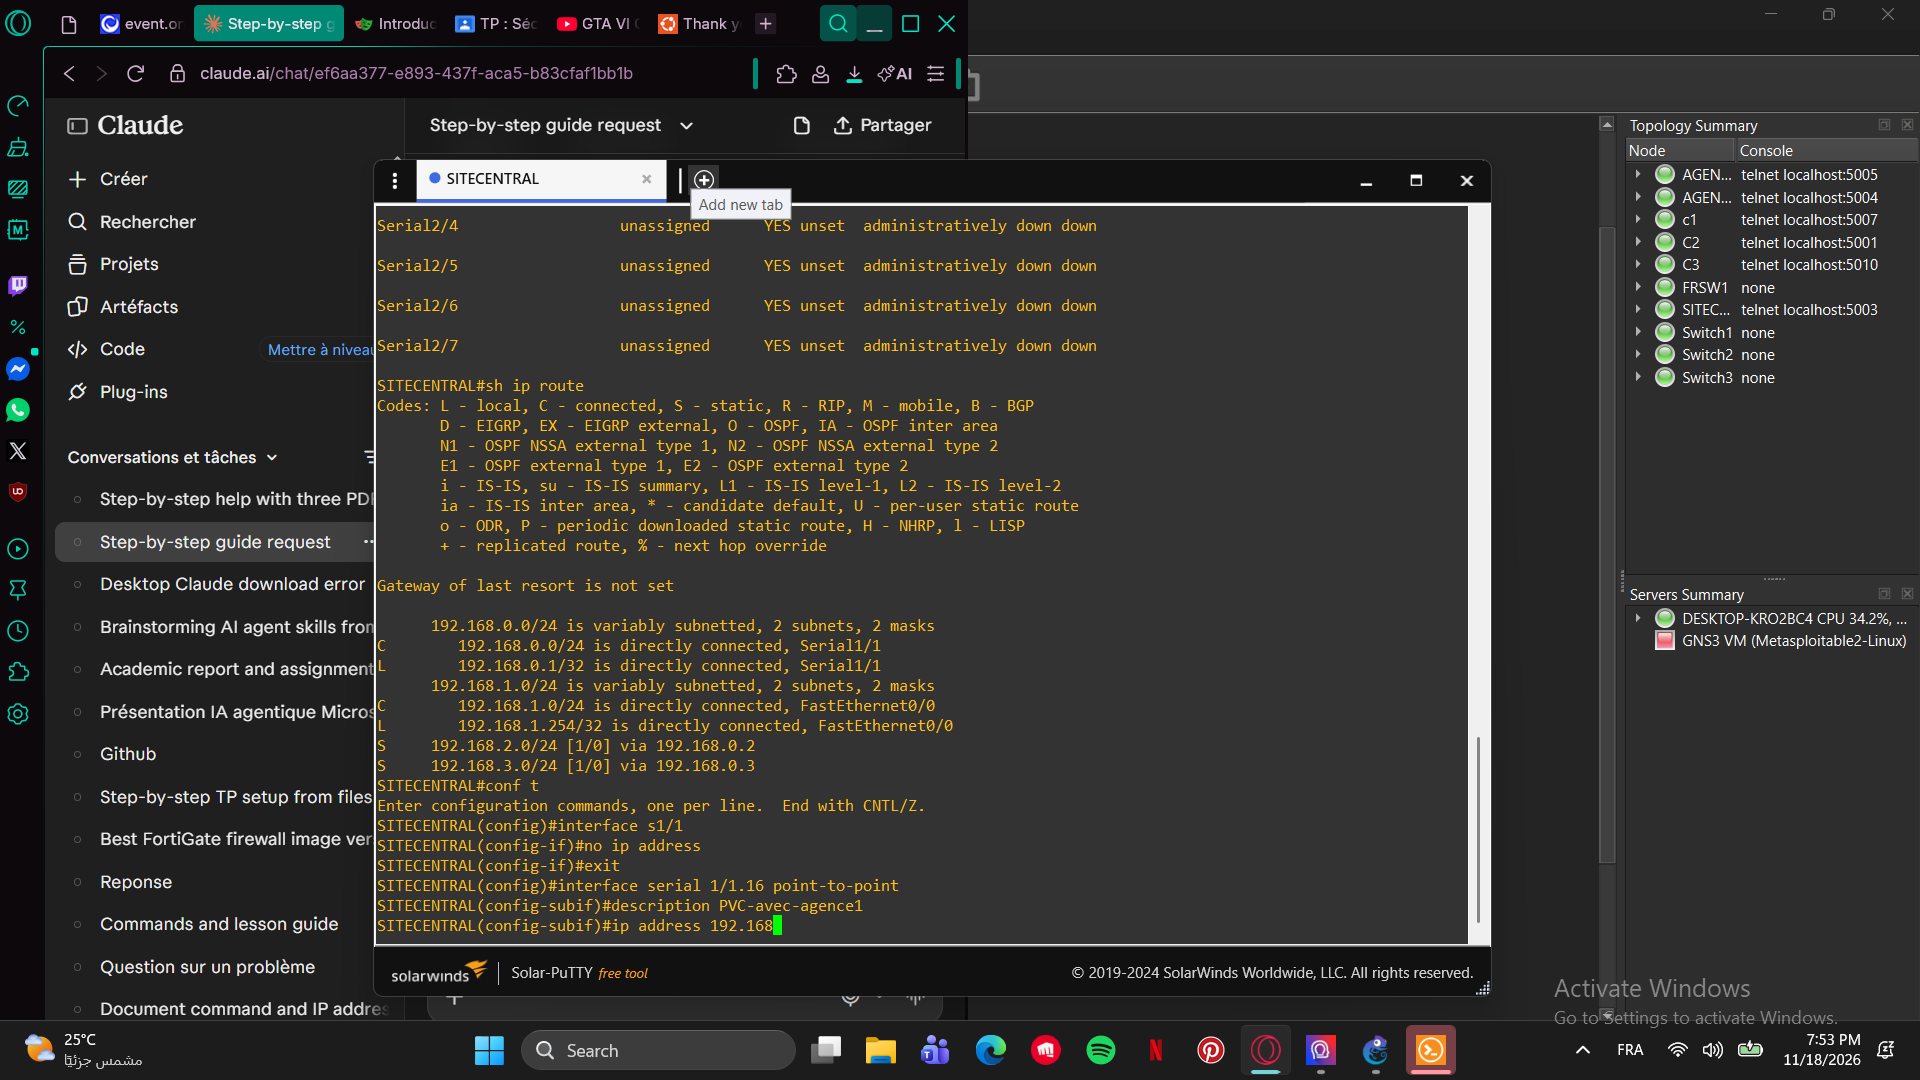 event.or
Step-by-step g
Introduc
TP : Séc
GTA VI
Thank y
claude.ai/chat/ef6aa377-e893-437f-aca5-b83cfaf1bb1b
AI
Claude
Step-by-step guide request
Partager
Créer
Rechercher
Projets
Artéfacts
Code
Mettre à niveau
Plug-ins
Conversations et tâches
Step-by-step help with three PDF
Step-by-step guide request
Desktop Claude download error
Brainstorming AI agent skills from
Academic report and assignment
Présentation IA agentique Micros
Github
Step-by-step TP setup from files
Best FortiGate firewall image ver
Reponse
Commands and lesson guide
Question sur un problème
Document command and IP addres
SITECENTRAL
Add new tab
Serial2/4 unassigned YES unset administratively down down
Serial2/5 unassigned YES unset administratively down down
Serial2/6 unassigned YES unset administratively down down
Serial2/7 unassigned YES unset administratively down down
SITECENTRAL#sh ip route
Codes: L - local, C - connected, S - static, R - RIP, M - mobile, B - BGP
D - EIGRP, EX - EIGRP external, O - OSPF, IA - OSPF inter area
N1 - OSPF NSSA external type 1, N2 - OSPF NSSA external type 2
E1 - OSPF external type 1, E2 - OSPF external type 2
i - IS-IS, su - IS-IS summary, L1 - IS-IS level-1, L2 - IS-IS level-2
ia - IS-IS inter area, * - candidate default, U - per-user static route
o - ODR, P - periodic downloaded static route, H - NHRP, l - LISP
+ - replicated route, % - next hop override
Gateway of last resort is not set
192.168.0.0/24 is variably subnetted, 2 subnets, 2 masks
C 192.168.0.0/24 is directly connected, Serial1/1
L 192.168.0.1/32 is directly connected, Serial1/1
192.168.1.0/24 is variably subnetted, 2 subnets, 2 masks
C 192.168.1.0/24 is directly connected, FastEthernet0/0
L 192.168.1.254/32 is directly connected, FastEthernet0/0
S 192.168.2.0/24 [1/0] via 192.168.0.2
S 192.168.3.0/24 [1/0] via 192.168.0.3
SITECENTRAL#conf t
Enter configuration commands, one per line. End with CNTL/Z.
SITECENTRAL(config)#interface s1/1
SITECENTRAL(config-if)#no ip address
SITECENTRAL(config-if)#exit
SITECENTRAL(config)#interface serial 1/1.16 point-to-point
SITECENTRAL(config-subif)#description PVC-avec-agence1
SITECENTRAL(config-subif)#ip address 192.168
solarwinds
Solar-PuTTY free tool
© 2019-2024 SolarWinds Worldwide, LLC. All rights reserved.
Topology Summary
Node Console
AGEN... telnet localhost:5005
AGEN... telnet localhost:5004
c1 telnet localhost:5007
C2 telnet localhost:5001
C3 telnet localhost:5010
FRSW1 none
SITEC... telnet localhost:5003
Switch1 none
Switch2 none
Switch3 none
Servers Summary
DESKTOP-KRO2BC4 CPU 34.2%, ...
GNS3 VM (Metasploitable2-Linux)
Activate Windows
Go to Settings to activate Windows.
25°C
مشمس جزئيًا
Search
FRA
7:53 PM
11/18/2026